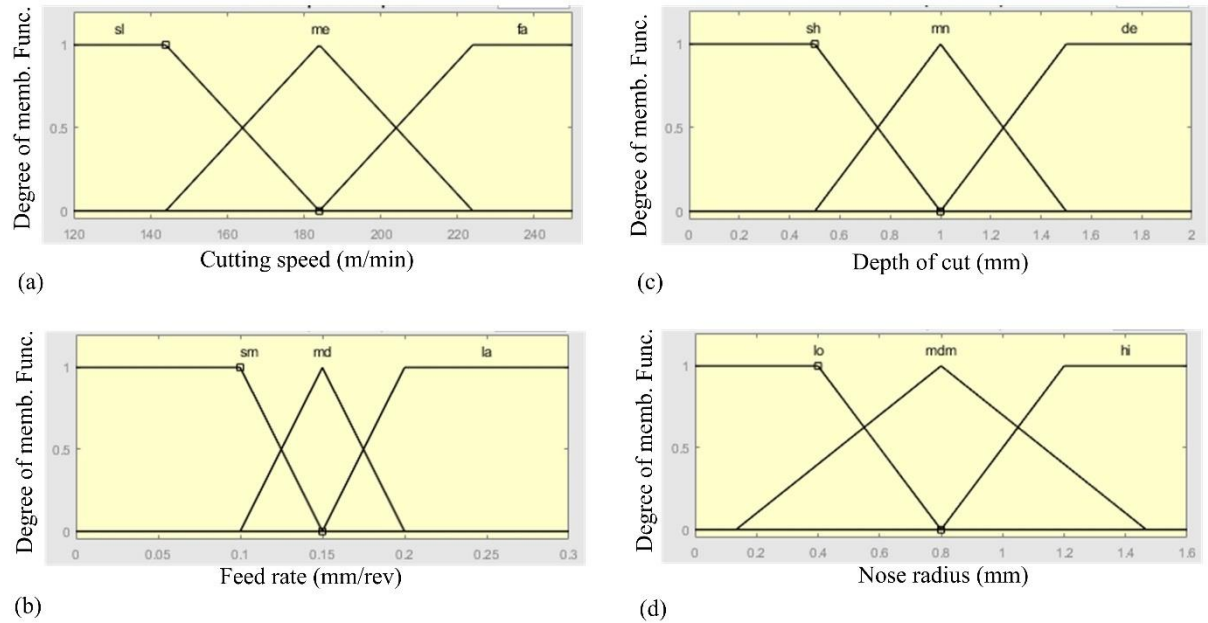 sl me fa
Degree of memb. Func.
1
0.5
0
120 140 160 180 200 220 240
Cutting speed (m/min)
(a)
sh mn de
Degree of memb. Func.
1
0.5
0
0 0.2 0.4 0.6 0.8 1 1.2 1.4 1.6 1.8 2
Depth of cut (mm)
(c)
sm md la
Degree of memb. Func.
1
0.5
0
0 0.05 0.1 0.15 0.2 0.25 0.3
Feed rate (mm/rev)
(b)
lo mdm hi
Degree of memb. Func.
1
0.5
0
0 0.2 0.4 0.6 0.8 1 1.2 1.4 1.6
Nose radius (mm)
(d)